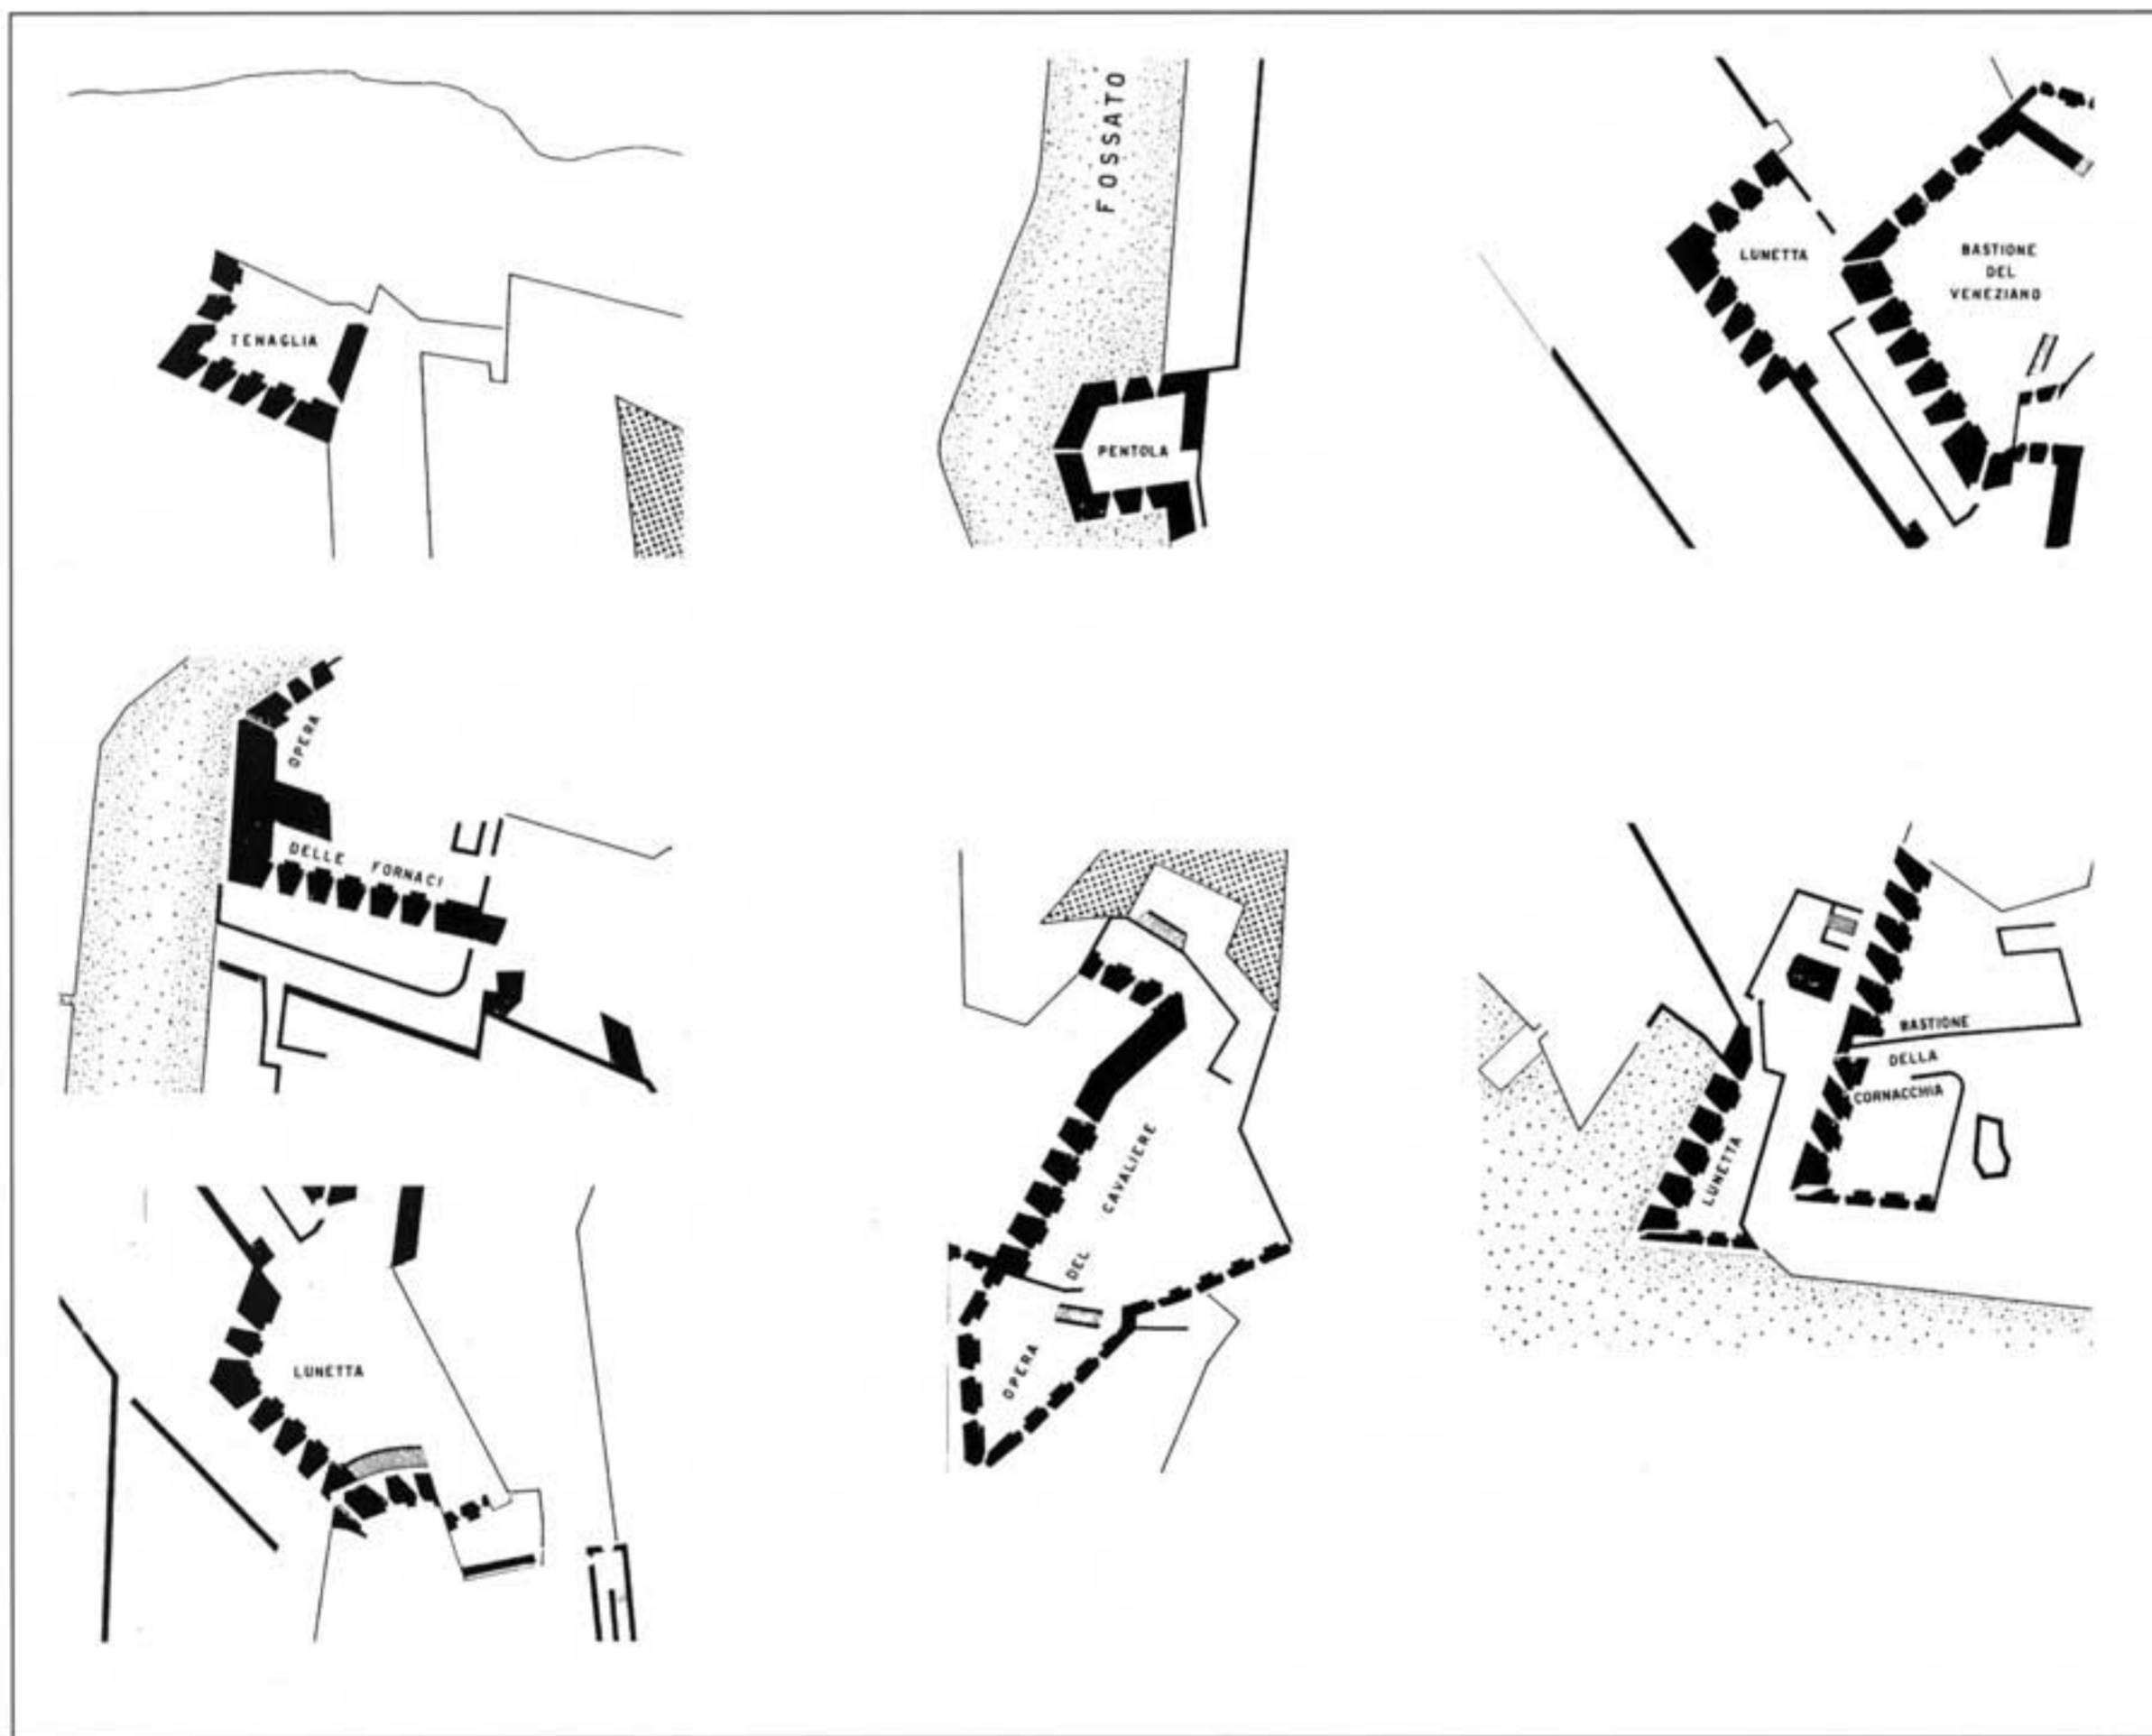 TENAGLIA
FOSSATO
PENTOLA
LUNETTA
BASTIONE
DEL
VENEZIANO
OPERA
DELLE FORNACI
OPERA DEL CAVALIERE
LUNETTA
BASTIONE
DELLA
CORNACCHIA
LUNETTA